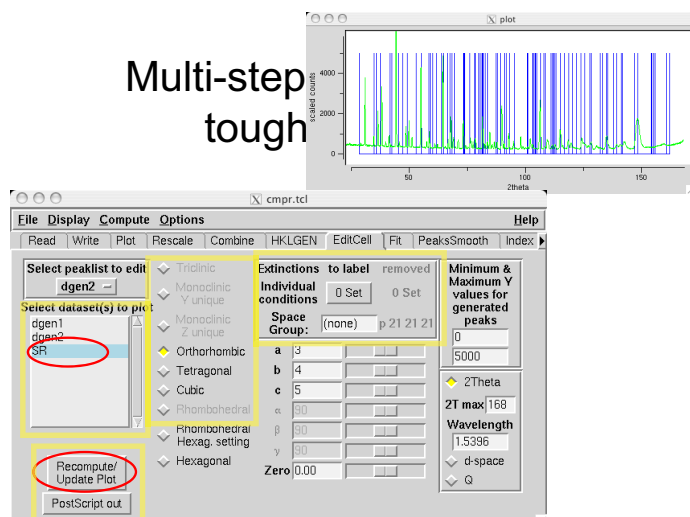 plot
Multi-step
tough
scaled counts
4000
2000
0
50
100
150
2theta
cmpr.tcl
File Display Compute Options Help
Read Write Plot Rescale Combine HKLGEN EditCell Fit PeaksSmooth Index
Select peaklist to edit
dgen2
Select dataset(s) to plot
dgen1
dgen2
SR
Recompute/
Update Plot
PostScript out
Triclinic
Monoclinic
Y unique
Monoclinic
Z unique
Orthorhombic
Tetragonal
Cubic
Rhombohedral
Rhombohedral
Hexag. setting
Hexagonal
Extinctions to label removed
Individual
conditions
0 Set 0 Set
Space
Group:
(none) p 21 21 21
a 3
b 4
c 5
α 90
β 90
γ 90
Zero 0.00
Minimum &
Maximum Y
values for
generated
peaks
0
5000
2Theta
2T max 168
Wavelength
1.5396
d-space
Q